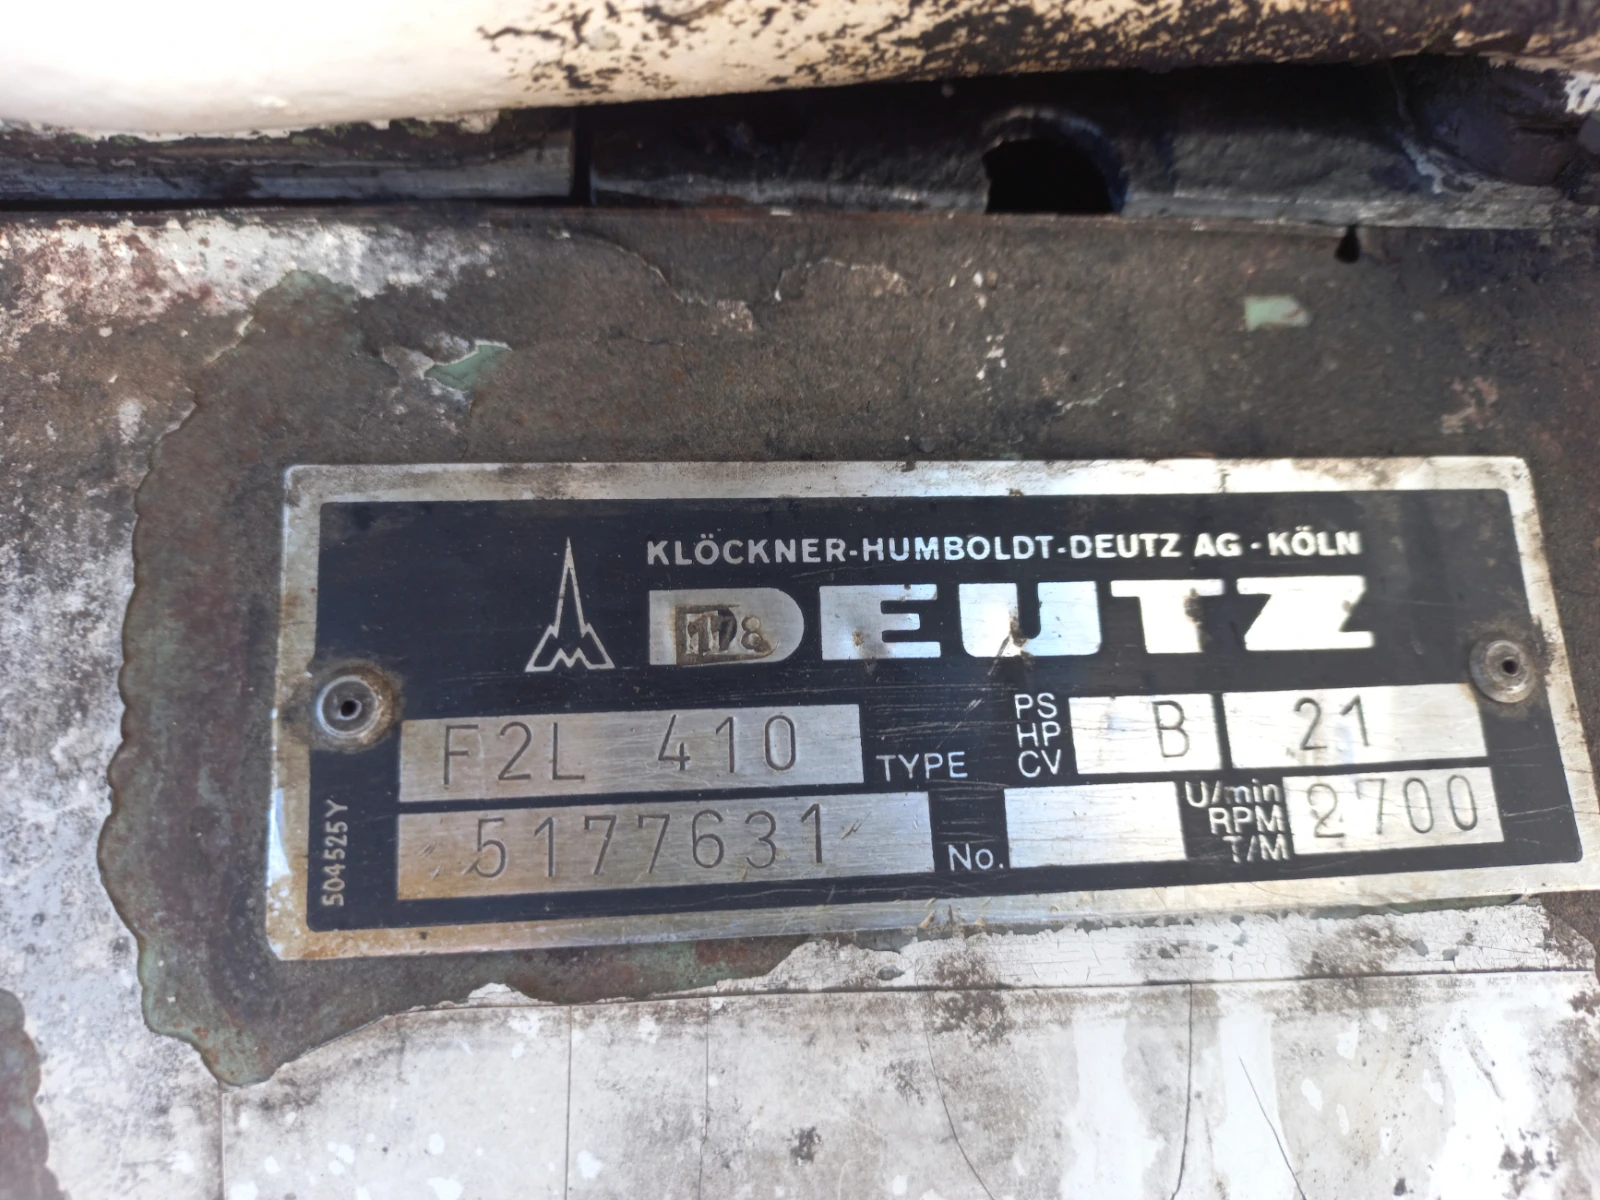 KLÖCKNER-HUMBOLDT-DEUTZ AG - KÖLN
DEUTZ
178
F2L 410 TYPE PS HP CV B 21
5177631 No. U/min RPM T/M 2700
504525Y